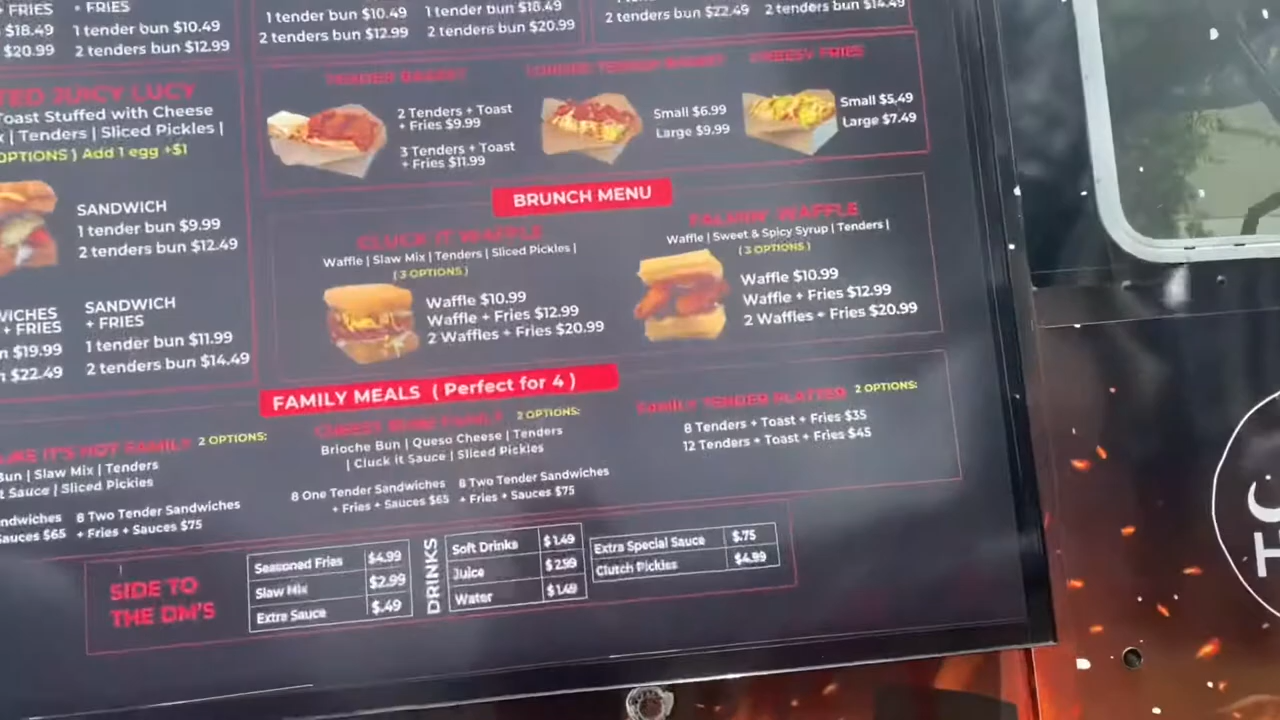 + FRIES
+ FRIES
$18.49
1 tender bun $10.49
$20.99
2 tenders bun $12.99
1 tender bun $10.49
2 tenders bun $12.99
1 tender bun $18.49
2 tenders bun $20.99
2 tenders bun $22.49
2 tenders bun $14.49
TED JUICY LUCY
Toast Stuffed with Cheese
x | Tenders | Sliced Pickles |
OPTIONS ) Add 1 egg +$1
SANDWICH
1 tender bun $9.99
2 tenders bun $12.49
WICHES
+ FRIES
$19.99
$22.49
SANDWICH
+ FRIES
1 tender bun $11.99
2 tenders bun $14.49
TENDER BASKET
2 Tenders + Toast
+ Fries $9.99
3 Tenders + Toast
+ Fries $11.99
LOADED TENDER BASKET
Small $6.99
Large $9.99
CHEESY FRIES
Small $5,49
Large $7.49
BRUNCH MENU
CLUCK IT WAFFLE
Waffle | Slaw Mix | Tenders | Sliced Pickles |
( 3 OPTIONS )
Waffle $10.99
Waffle + Fries $12.99
2 Waffles + Fries $20.99
TALKIN' WAFFLE
Waffle | Sweet & Spicy Syrup | Tenders |
( 3 OPTIONS )
Waffle $10.99
Waffle + Fries $12.99
2 Waffles + Fries $20.99
FAMILY MEALS ( Perfect for 4 )
LIKE IT'S HOT FAMILY 2 OPTIONS:
Bun | Slaw Mix | Tenders
t Sauce | Sliced Pickles
ndwiches
Sauces $65
8 Two Tender Sandwiches
+ Fries + Sauces $75
FAMILY 2 OPTIONS:
Brioche Bun | Queso Cheese | Tenders
| Cluck it Sauce | Sliced Pickles
8 One Tender Sandwiches
+ Fries + Sauces $65
8 Two Tender Sandwiches
+ Fries + Sauces $75
FAMILY TENDER PLATTER 2 OPTIONS:
8 Tenders + Toast + Fries $35
12 Tenders + Toast + Fries $45
SIDE TO
THE DM'S
Seasoned Fries $4.99
Slaw Mix $2.99
Extra Sauce $.49
DRINKS
Soft Drinks $1.49
Juice $2.99
Water $1.49
Extra Special Sauce $.75
Clutch Pickles $4.99